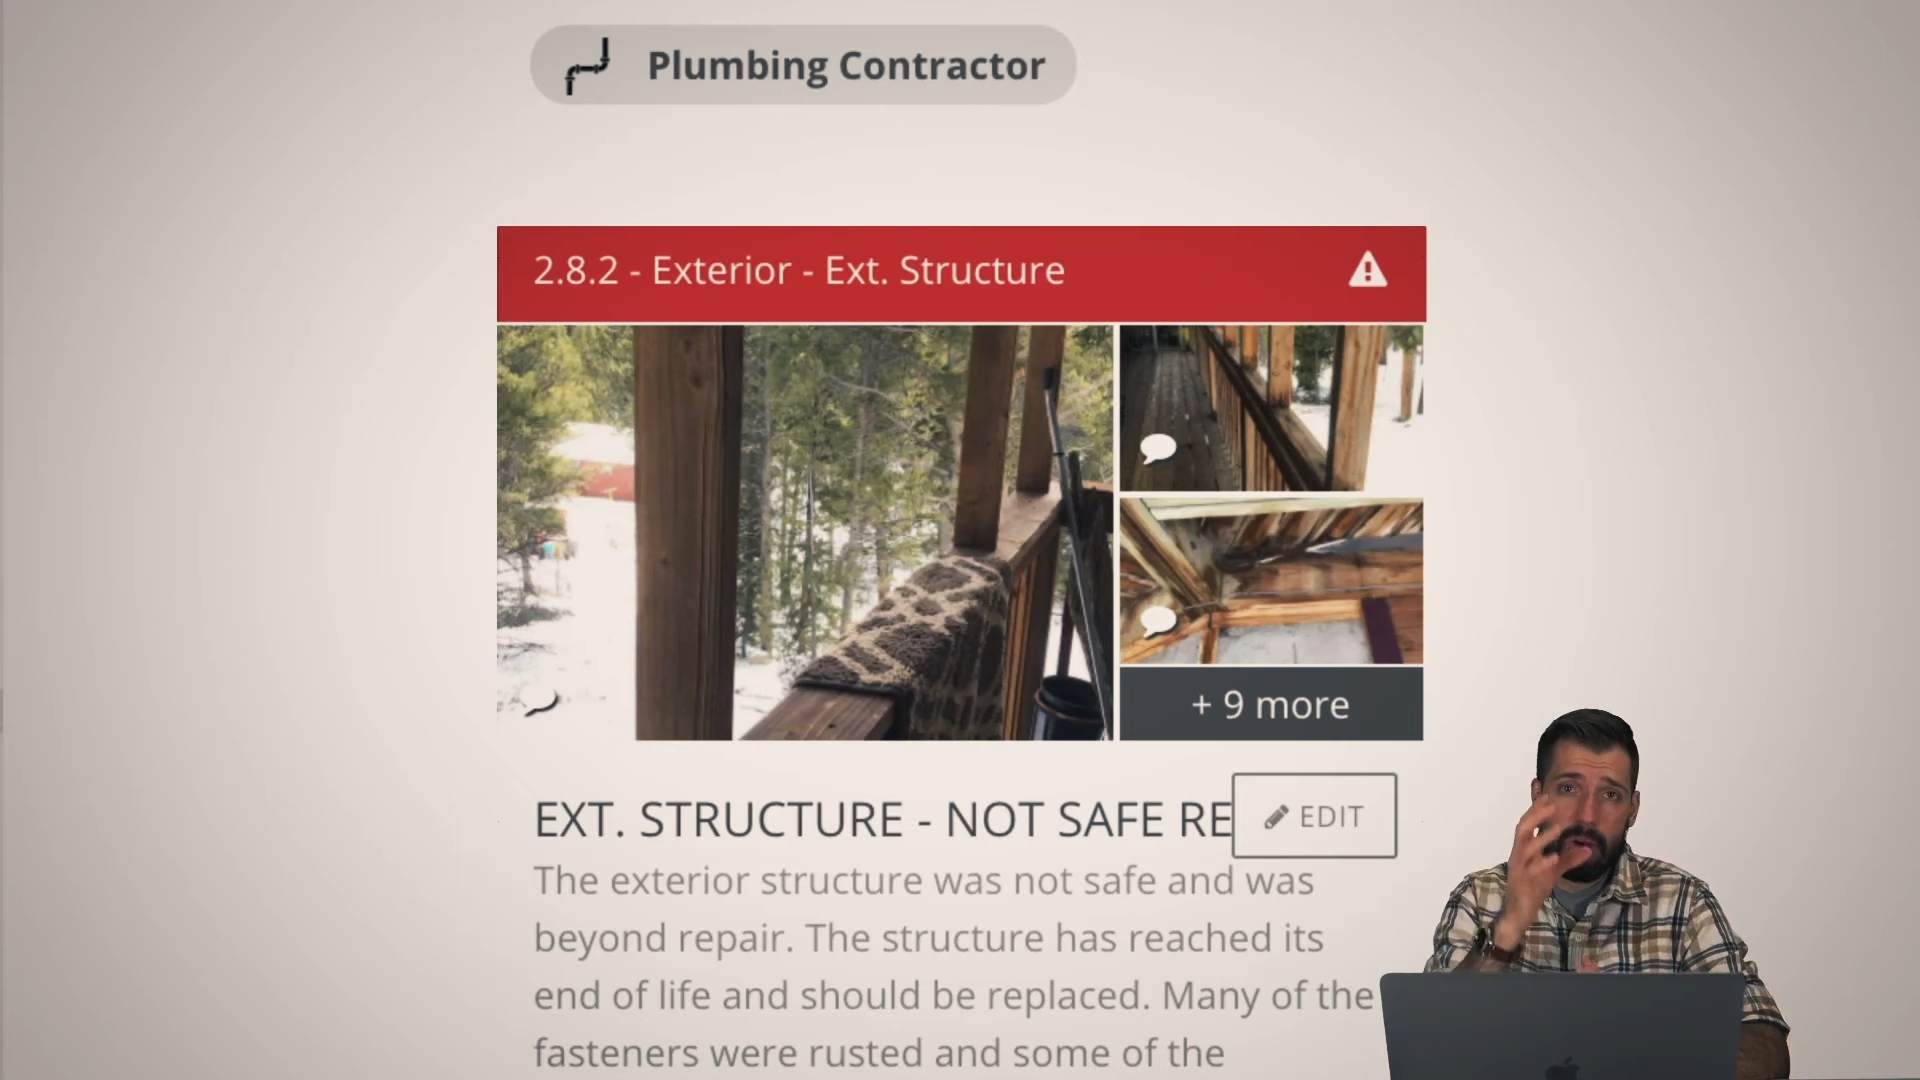 Plumbing Contractor
2.8.2 - Exterior - Ext. Structure
+ 9 more
EXT. STRUCTURE - NOT SAFE RE
EDIT
The exterior structure was not safe and was
beyond repair. The structure has reached its
end of life and should be replaced. Many of the
fasteners were rusted and some of the